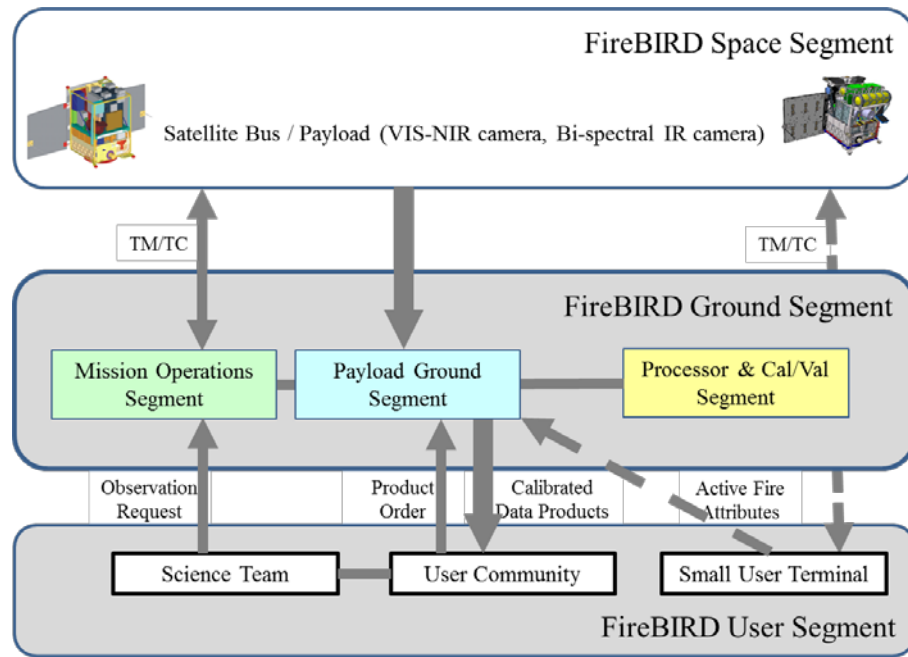 FireBIRD Space Segment
Satellite Bus / Payload (VIS-NIR camera, Bi-spectral IR camera)
TM/TC
TM/TC
FireBIRD Ground Segment
Mission Operations
Segment
Payload Ground
Segment
Processor & Cal/Val
Segment
Observation
Request
Product
Order
Calibrated
Data Products
Active Fire
Attributes
Science Team
User Community
Small User Terminal
FireBIRD User Segment